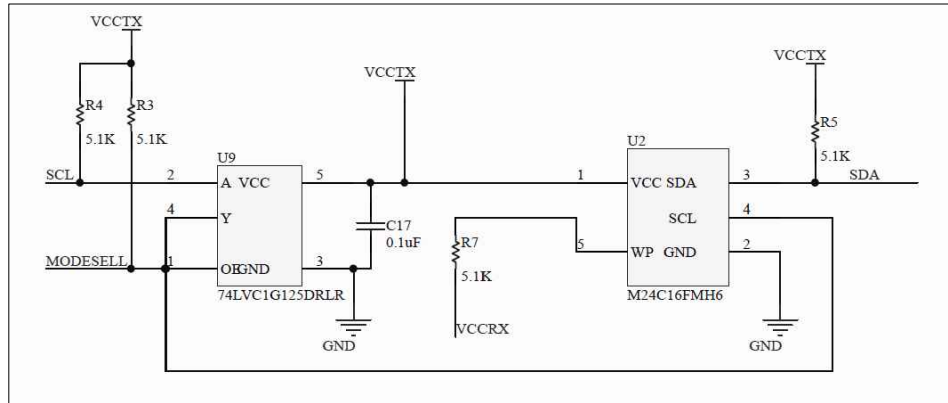 VCCTX
R4
R3
5.1K
5.1K
VCCTX
VCCTX
R5
5.1K
U9
U2
SCL
2
A VCC
5
1
VCC SDA
3
SDA
4
Y
SCL
4
C17
0.1uF
R7
5.1K
5
WP GND
2
MODESELL
1
OEGND
3
74LVC1G125DRLR
M24C16FMH6
GND
VCCRX
GND